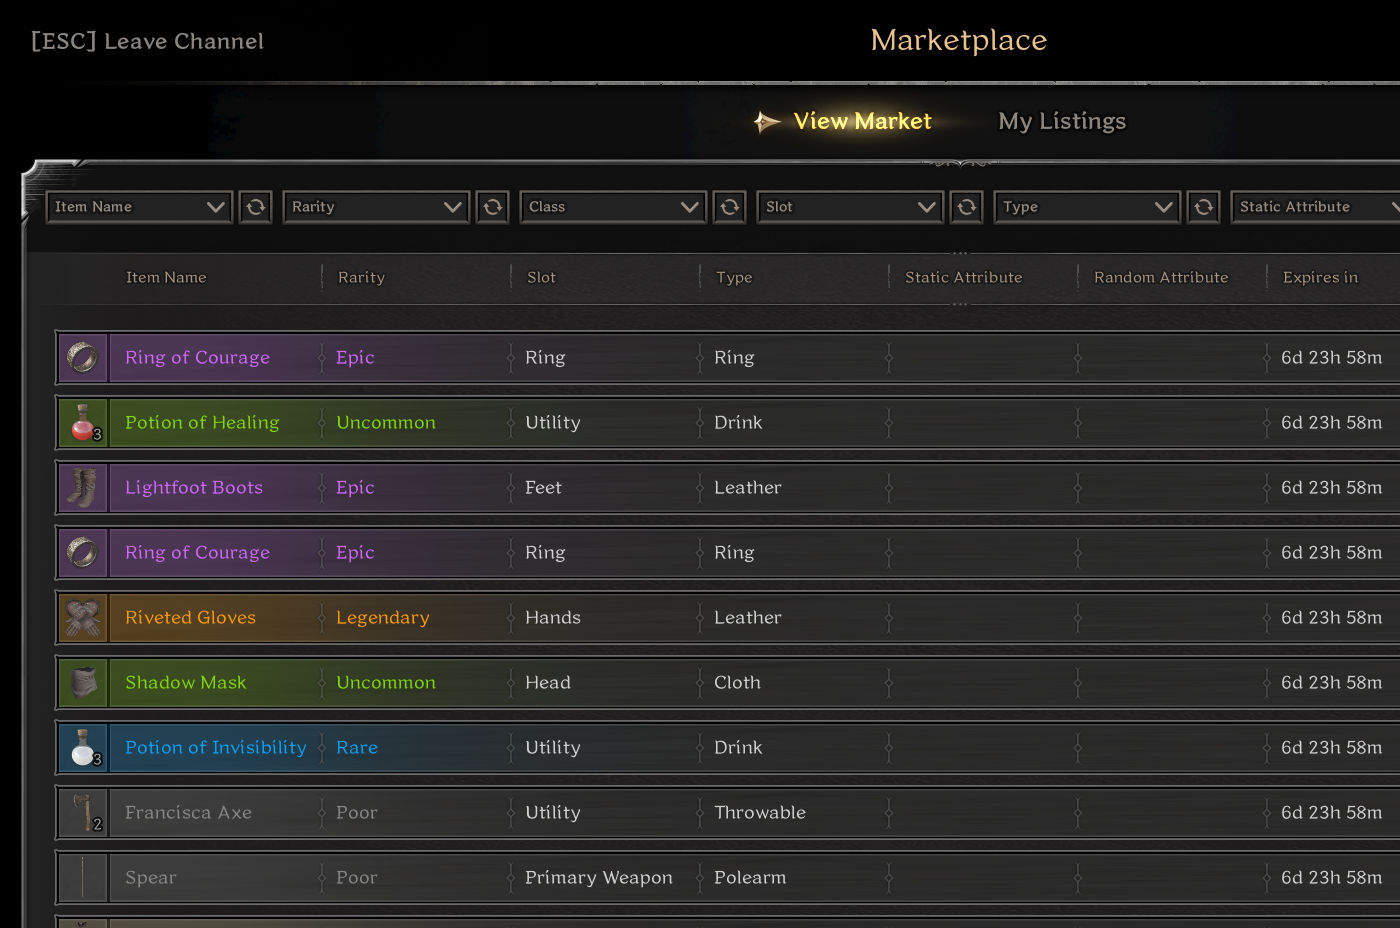 [ESC] Leave Channel
Marketplace
View Market
My Listings
Item Name
Rarity
Class
Slot
Type
Static Attribute
Item Name
Rarity
Slot
Type
Static Attribute
Random Attribute
Expires in
Ring of Courage Epic Ring Ring 6d 23h 58m
Potion of Healing Uncommon Utility Drink 6d 23h 58m
3
Lightfoot Boots Epic Feet Leather 6d 23h 58m
Ring of Courage Epic Ring Ring 6d 23h 58m
Riveted Gloves Legendary Hands Leather 6d 23h 58m
Shadow Mask Uncommon Head Cloth 6d 23h 58m
Potion of Invisibility Rare Utility Drink 6d 23h 58m
3
Francisca Axe Poor Utility Throwable 6d 23h 58m
2
Spear Poor Primary Weapon Polearm 6d 23h 58m